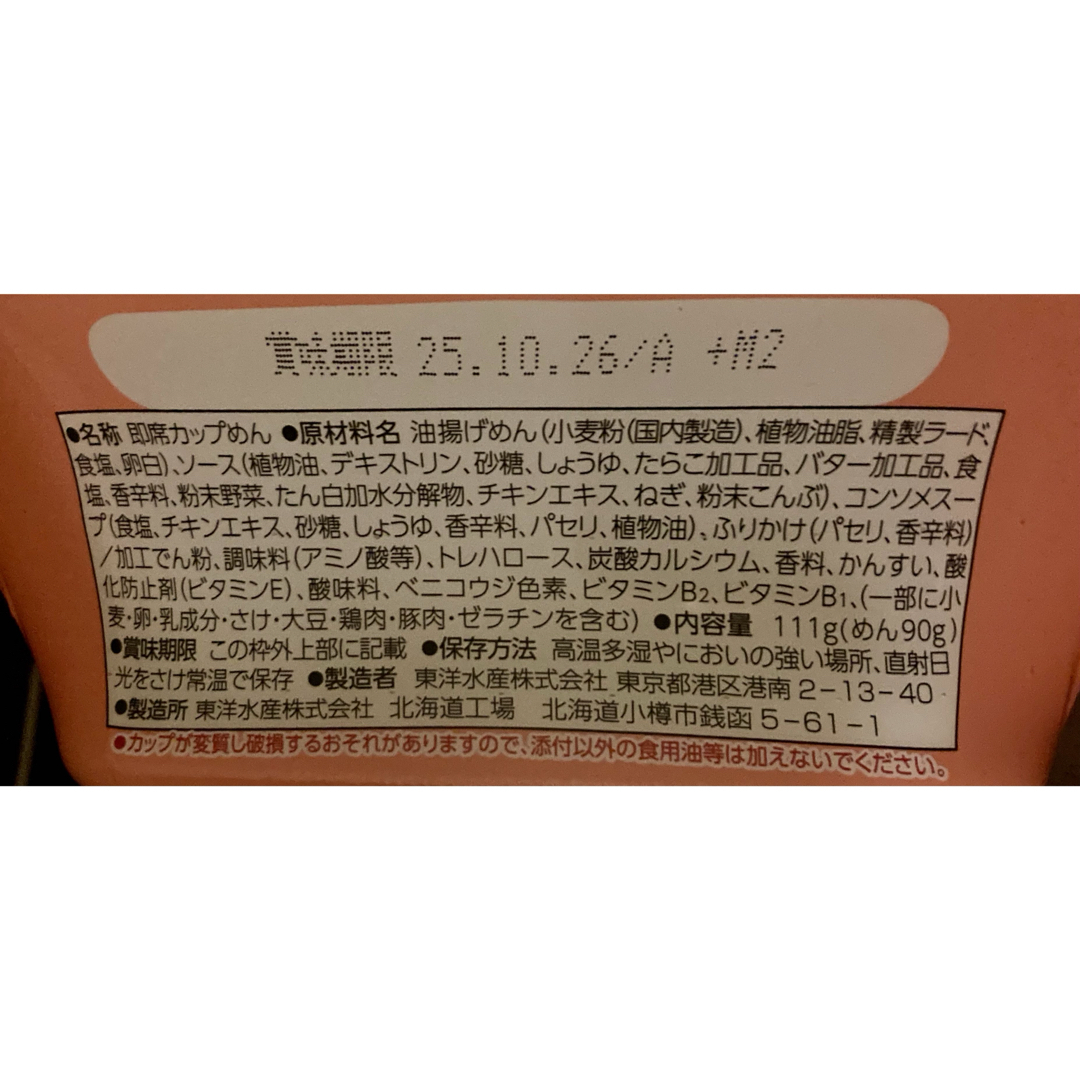 賞味期限 25.10.26/A +M2
●名称 即席カップめん ●原材料名 油揚げめん(小麦粉(国内製造)、植物油脂、精製ラード、
食塩、卵白)、ソース(植物油、デキストリン、砂糖、しょうゆ、たらこ加工品、バター加工品、食
塩、香辛料、粉末野菜、たん白加水分解物、チキンエキス、ねぎ、粉末こんぶ)、コンソメスー
プ(食塩、チキンエキス、砂糖、しょうゆ、香辛料、パセリ、植物油)、ふりかけ(パセリ、香辛料)
/加工でん粉、調味料(アミノ酸等)、トレハロース、炭酸カルシウム、香料、かんすい、酸
化防止剤(ビタミンE)、酸味料、ベニコウジ色素、ビタミンB2、ビタミンB1、(一部に小
麦・卵・乳成分・さけ・大豆・鶏肉・豚肉・ゼラチンを含む) ●内容量 111g(めん90g)
●賞味期限 この枠外上部に記載 ●保存方法 高温多湿やにおいの強い場所、直射日
光をさけ常温で保存 ●製造者 東洋水産株式会社 東京都港区港南2-13-40
●製造所 東洋水産株式会社 北海道工場 北海道小樽市銭函5-61-1
●カップが変質し破損するおそれがありますので、添付以外の食用油等は加えないでください。